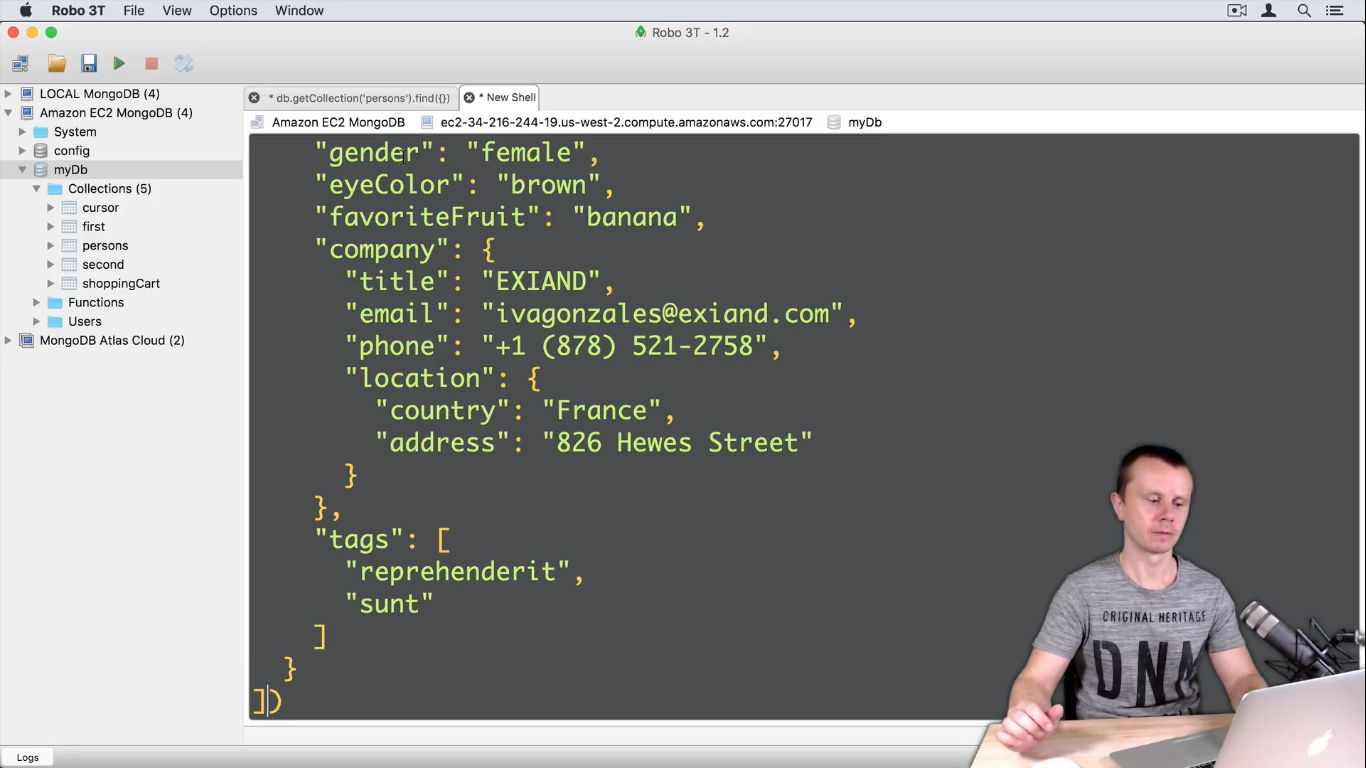 Robo 3T File View Options Window
Robo 3T - 1.2
LOCAL MongoDB (4)
Amazon EC2 MongoDB (4)
System
config
myDb
Collections (5)
cursor
first
persons
second
shoppingCart
Functions
Users
MongoDB Atlas Cloud (2)
* db.getCollection('persons').find({}) * New Shell
Amazon EC2 MongoDB ec2-34-216-244-19.us-west-2.compute.amazonaws.com:27017 myDb
"gender": "female",
"eyeColor": "brown",
"favoriteFruit": "banana",
"company": {
"title": "EXIAND",
"email": "ivagonzales@exiand.com",
"phone": "+1 (878) 521-2758",
"location": {
"country": "France",
"address": "826 Hewes Street"
}
},
"tags": [
"reprehenderit",
"sunt"
]
}
])
ORIGINAL HERITAGE
DNA
Logs